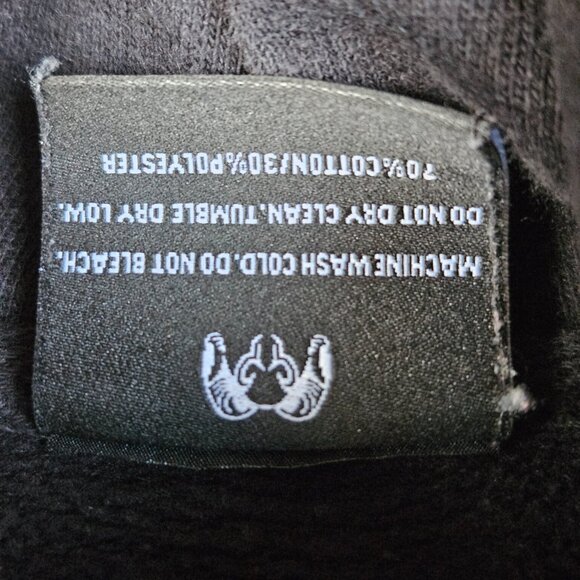 MACHINE WASH COLD.DO NOT BLEACH.
DO NOT DRY CLEAN.TUMBLE DRY LOW.
70% COTTON/30%POLYESTER